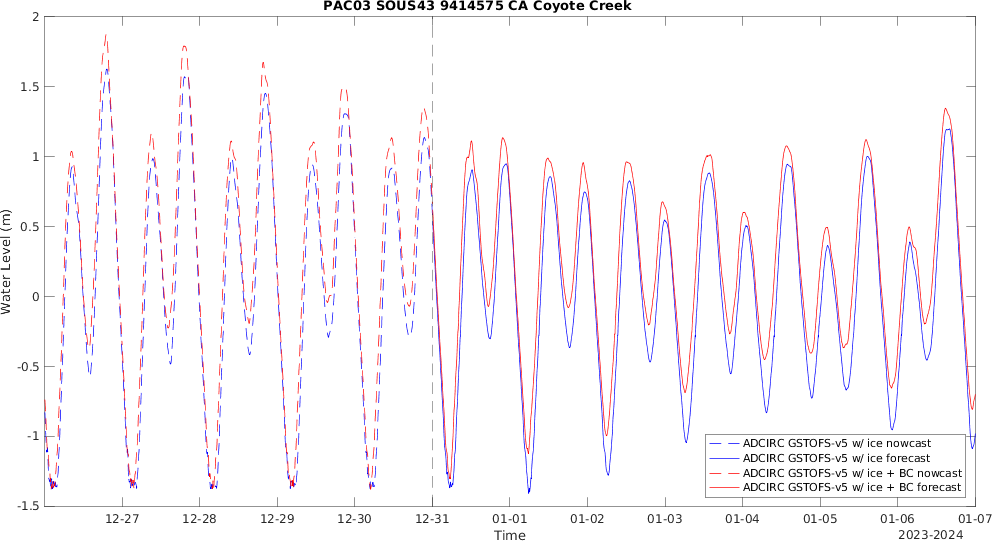 PAC03 SOUS43 9414575 CA Coyote Creek
Water Level (m)
2
1.5
1
0.5
0
-0.5
-1
-1.5
12-27 12-28 12-29 12-30 12-31 01-01 01-02 01-03 01-04 01-05 01-06 01-07
Time
2023-2024
ADCIRC GSTOFS-v5 w/ ice nowcast
ADCIRC GSTOFS-v5 w/ ice forecast
ADCIRC GSTOFS-v5 w/ ice + BC nowcast
ADCIRC GSTOFS-v5 w/ ice + BC forecast